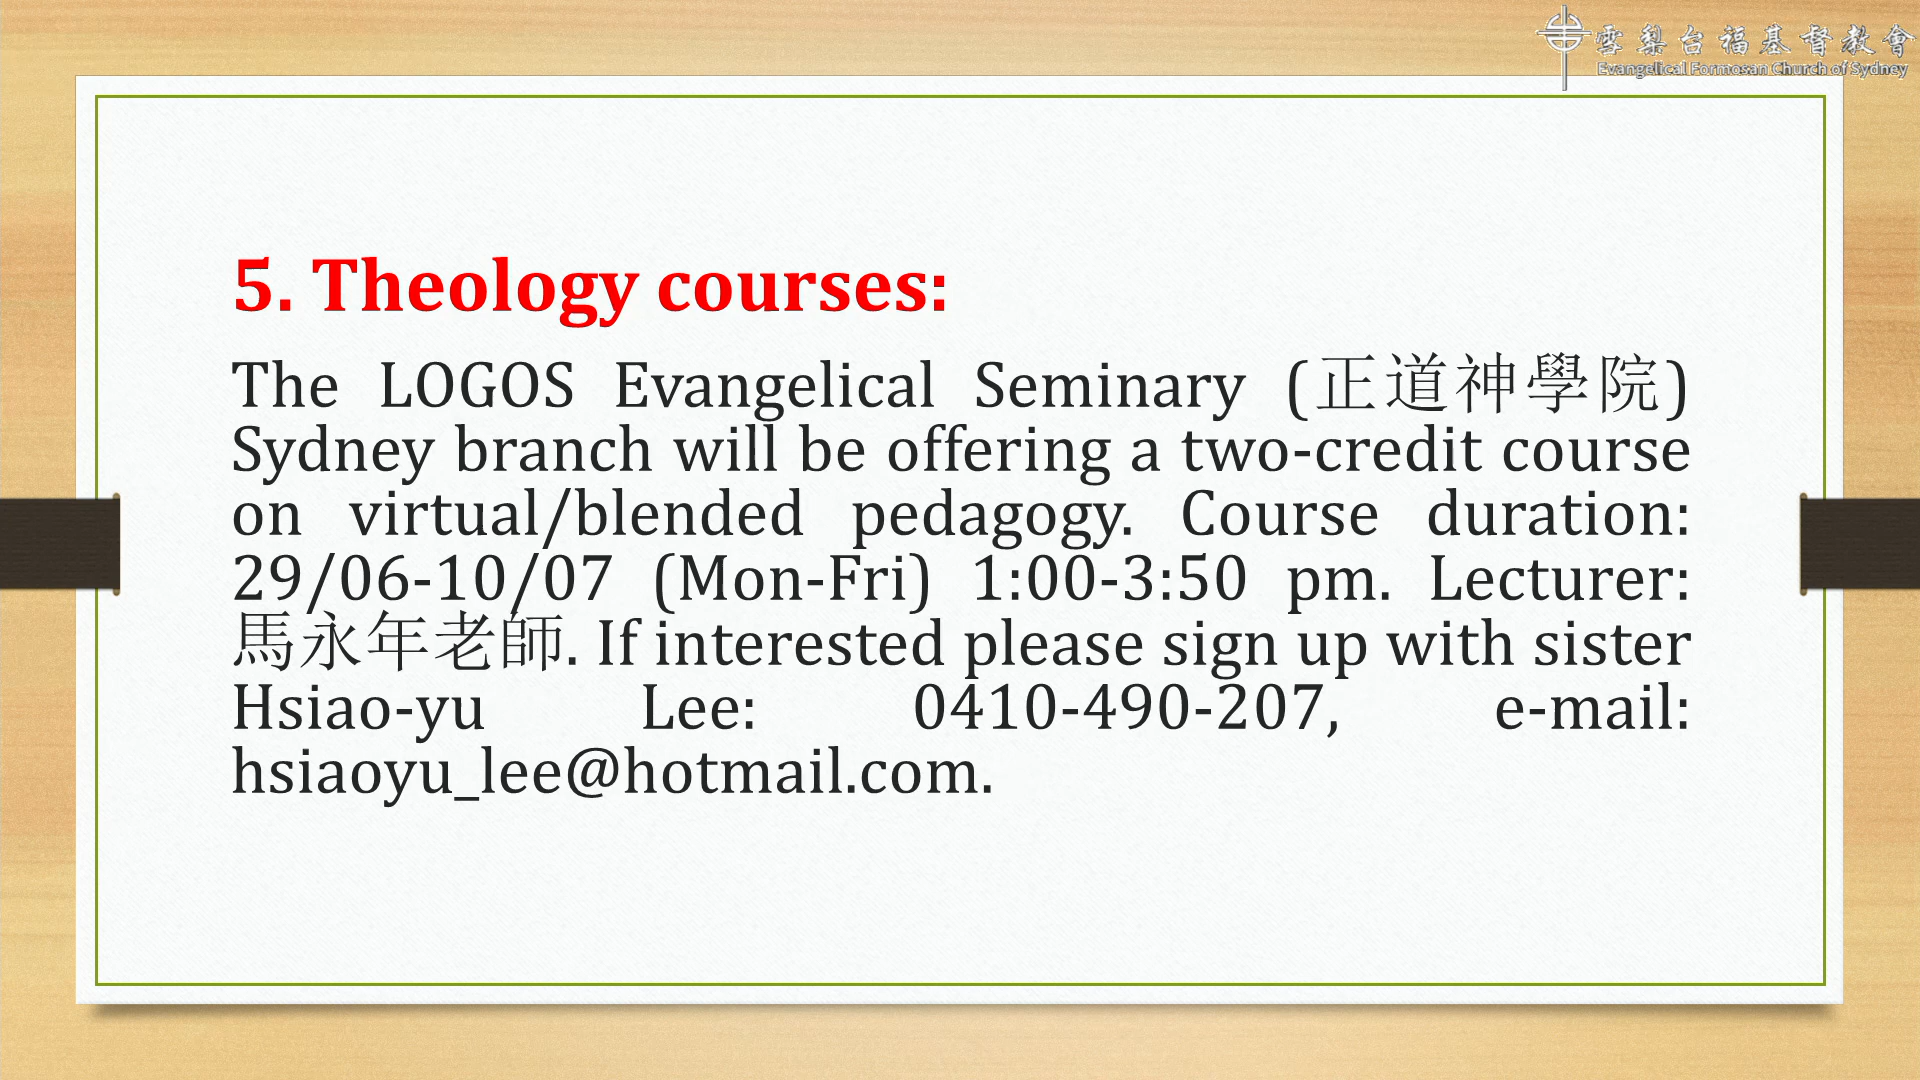 雪梨台福基督教會
Evangelical Formosan Church of Sydney
5. Theology courses:
The LOGOS Evangelical Seminary (正道神學院)
Sydney branch will be offering a two-credit course
on virtual/blended pedagogy. Course duration:
29/06-10/07 (Mon-Fri) 1:00-3:50 pm. Lecturer:
馬永年老師. If interested please sign up with sister
Hsiao-yu Lee: 0410-490-207, e-mail:
hsiaoyu_lee@hotmail.com.